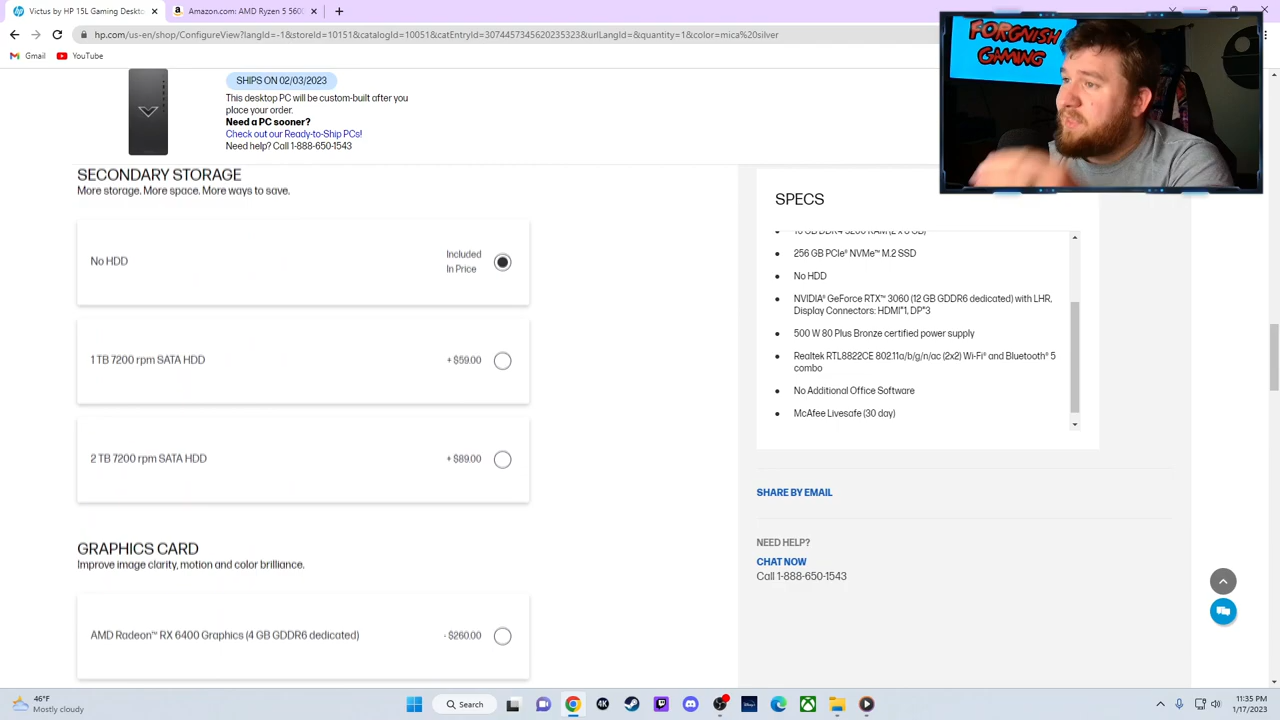 Victus by HP 15L Gaming Deskto
Amazon.com: AMD Ryzen 5 560
hp.com/us-en/shop/ConfigureView
Id=10051&catEntryId=3074457345620235323&urlLangId=&quantity=1&color=mica%20silver
Gmail
YouTube
FORGNISH
GAMING
SHIPS ON 02/03/2023
This desktop PC will be custom-built after you
place your order.
Need a PC sooner?
Check out our Ready-to-Ship PCs!
Need help? Call 1-888-650-1543
SECONDARY STORAGE
More storage. More space. More ways to save.
No HDD
Included
In Price
1 TB 7200 rpm SATA HDD
+ $59.00
2 TB 7200 rpm SATA HDD
+ $89.00
GRAPHICS CARD
Improve image clarity, motion and color brilliance.
AMD Radeon™ RX 6400 Graphics (4 GB GDDR6 dedicated)
- $260.00
SPECS
16 GB DDR4-3200 RAM (2 x 8 GB)
256 GB PCIe® NVMe™ M.2 SSD
No HDD
NVIDIA® GeForce RTX™ 3060 (12 GB GDDR6 dedicated) with LHR,
Display Connectors: HDMI*1, DP*3
500 W 80 Plus Bronze certified power supply
Realtek RTL8822CE 802.11a/b/g/n/ac (2x2) Wi-Fi® and Bluetooth® 5
combo
No Additional Office Software
McAfee Livesafe (30 day)
SHARE BY EMAIL
NEED HELP?
CHAT NOW
Call 1-888-650-1543
46°F
Mostly cloudy
Search
4K
11:35 PM
1/17/2023